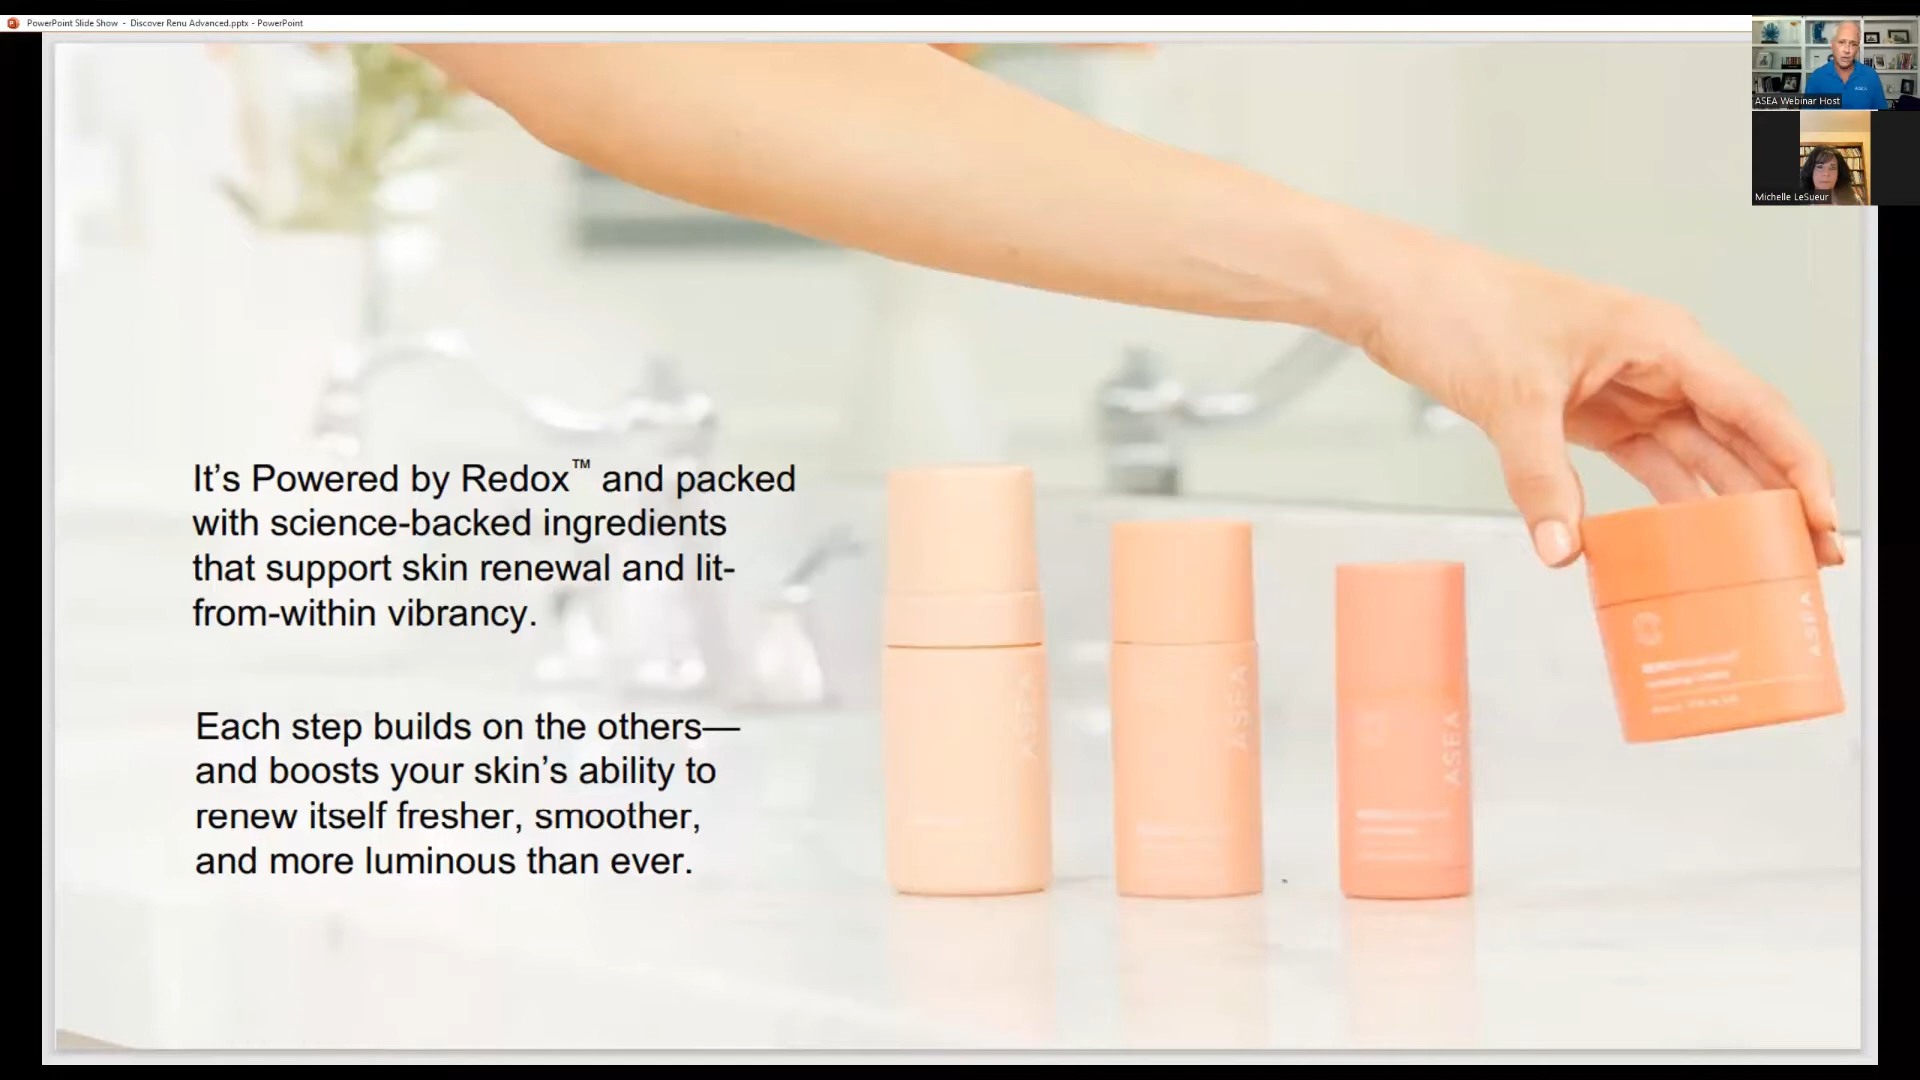 PowerPoint Slide Show - Discover Renu Advanced.pptx - PowerPoint
ASEA Webinar Host
Michelle LeSueur
It’s Powered by Redox™ and packed
with science-backed ingredients
that support skin renewal and lit-
from-within vibrancy.
Each step builds on the others—
and boosts your skin’s ability to
renew itself fresher, smoother,
and more luminous than ever.
ASEA
ASEA
ASEA
ASEA